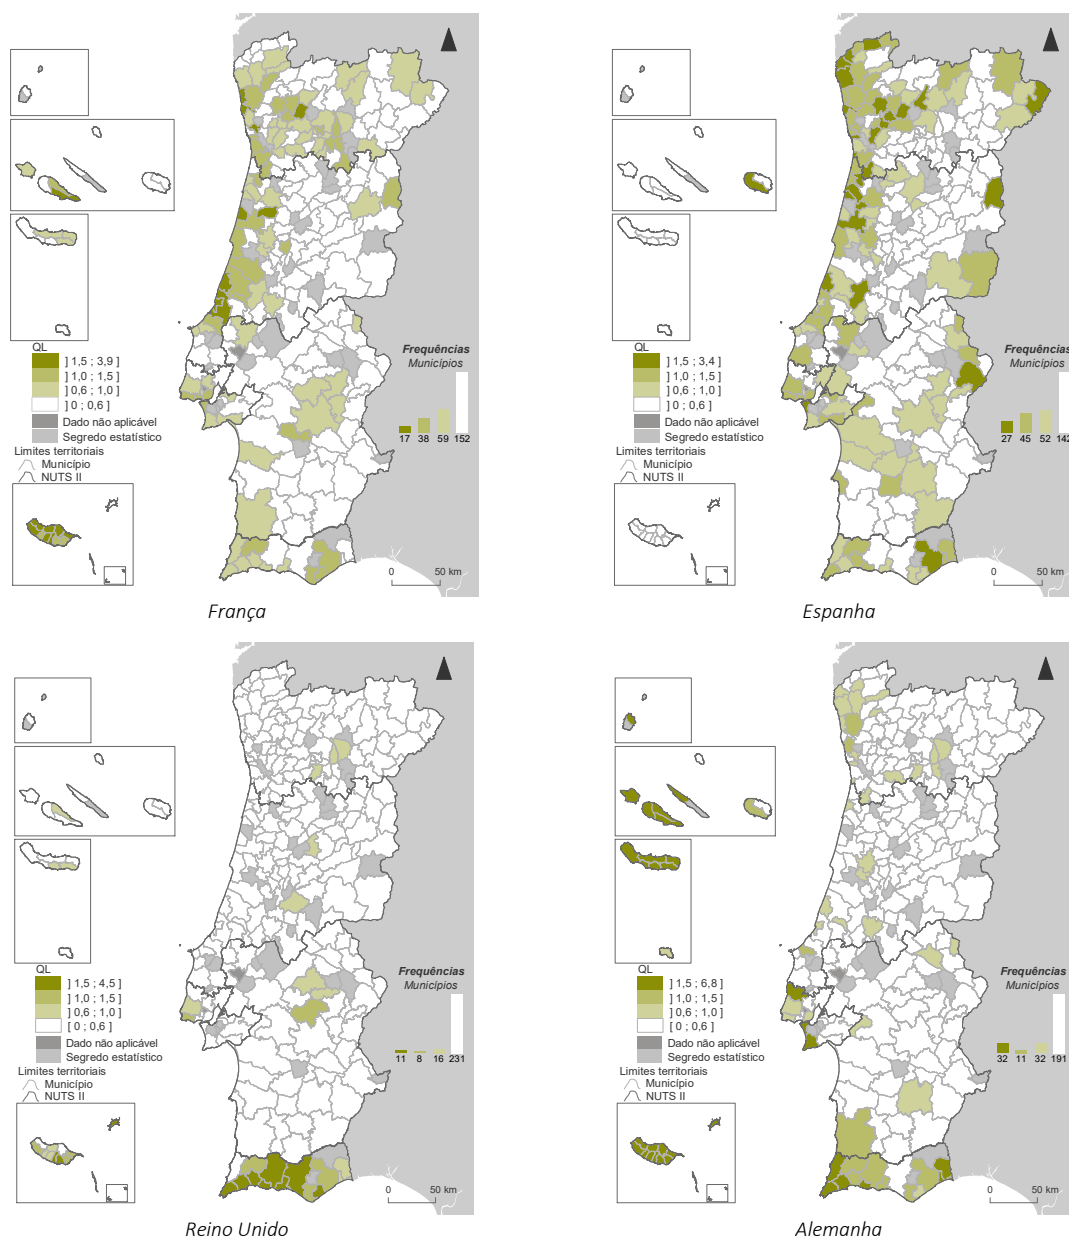 QL
] 1,5 ; 3,9 ]
] 1,0 ; 1,5 ]
] 0,6 ; 1,0 ]
] 0 ; 0,6 ]
Dado não aplicável
Segredo estatístico
Limites territoriais
Município
NUTS II
Frequências
Municípios
17 38 59 152
0 50 km
França
QL
] 1,5 ; 3,4 ]
] 1,0 ; 1,5 ]
] 0,6 ; 1,0 ]
] 0 ; 0,6 ]
Dado não aplicável
Segredo estatístico
Limites territoriais
Município
NUTS II
Frequências
Municípios
27 45 52 142
0 50 km
Espanha
QL
] 1,5 ; 4,5 ]
] 1,0 ; 1,5 ]
] 0,6 ; 1,0 ]
[ 0 ; 0,6 ]
Dado não aplicável
Segredo estatístico
Limites territoriais
Município
NUTS II
Frequências
Municípios
11 8 16 231
0 50 km
Reino Unido
QL
] 1,5 ; 6,8 ]
] 1,0 ; 1,5 ]
] 0,6 ; 1,0 ]
[ 0 ; 0,6 ]
Dado não aplicável
Segredo estatístico
Limites territoriais
Município
NUTS II
Frequências
Municípios
32 11 32 191
0 50 km
Alemanha